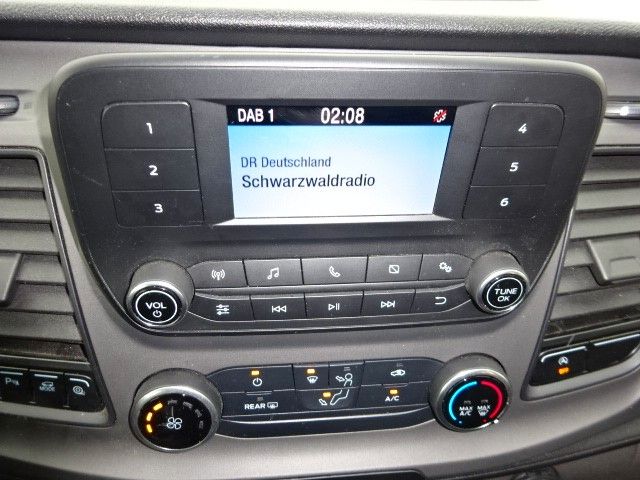 DAB 1 02:08
DR Deutschland
Schwarzwaldradio
1
2
3
4
5
6
VOL
TUNE
OK
REAR
A/C
MAX
A/C
MAX
P
MODE